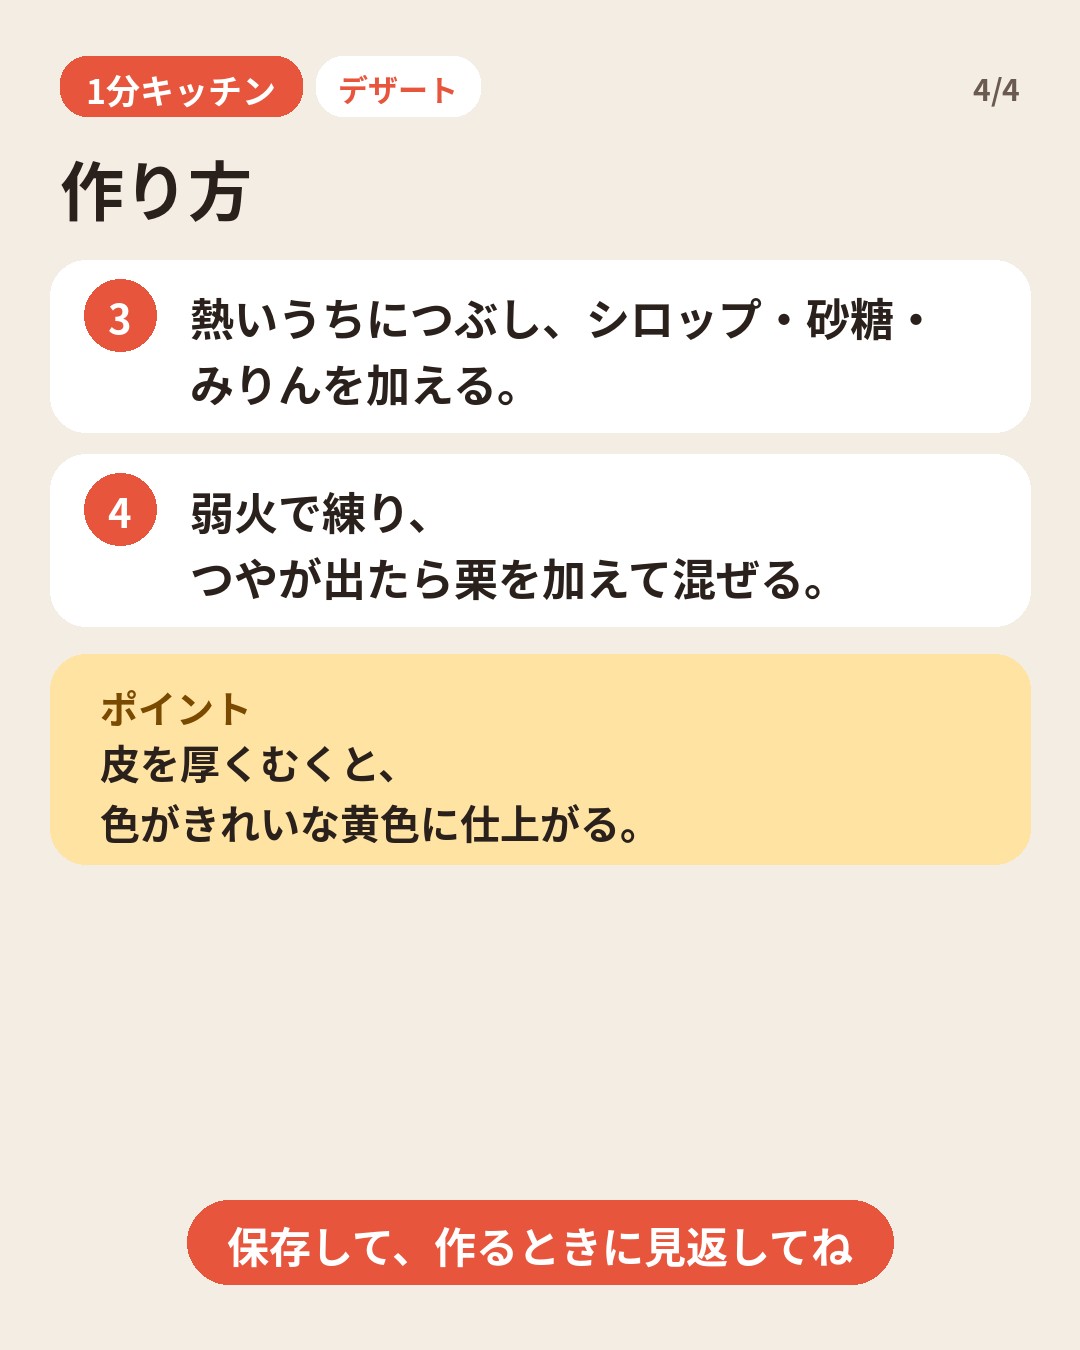 1分キッチン デザート 4/4
作り方
3 熱いうちにつぶし、シロップ・砂糖・
みりんを加える。
4 弱火で練り、
つやが出たら栗を加えて混ぜる。
ポイント
皮を厚くむくと、
色がきれいな黄色に仕上がる。
保存して、作るときに見返してね